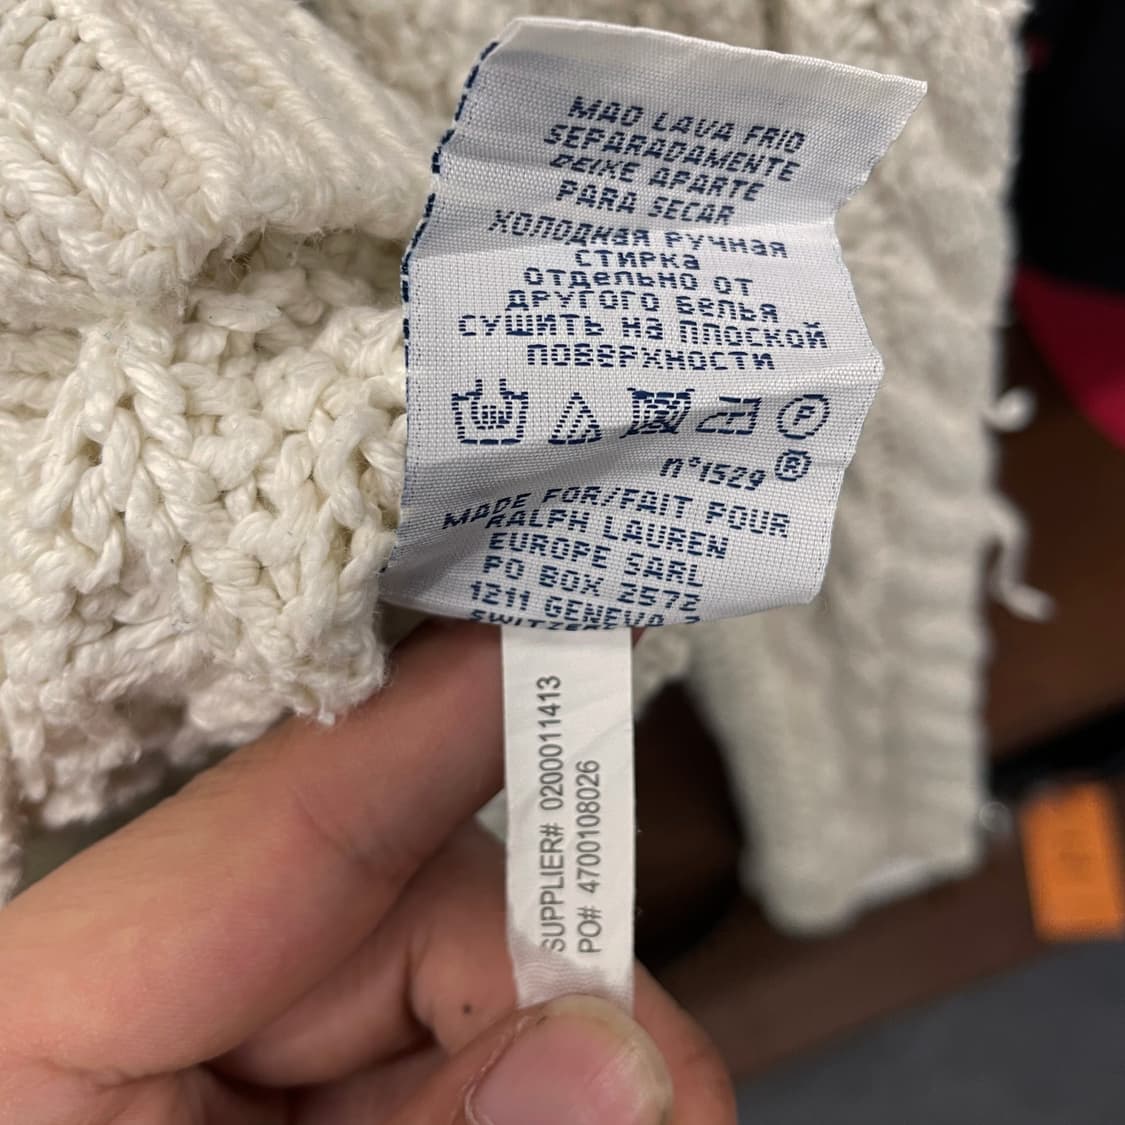 MAO LAVA FRIO
SEPARADAMENTE
DEIXE APARTE
PARA SECAR
ХОЛОДНАЯ РУЧНАЯ
СТИРКА
ОТДЕЛЬНО ОТ
ДРУГОГО БЕЛЬЯ
СУШИТЬ НА ПЛОСКОЙ
ПОВЕРХНОСТИ
P
n°1529 ®
MADE FOR/FAIT POUR
RALPH LAUREN
EUROPE SARL
PO BOX 2572
1211 GENEVA 2
SUPPLIER# 0200011413
PO# 4700108026